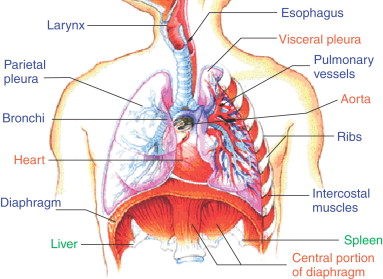 Larynx
Esophagus
Visceral pleura
Parietal
pleura
Pulmonary
vessels
Aorta
Bronchi
Ribs
Heart
Diaphragm
Intercostal
muscles
Liver
Spleen
Central portion
of diaphragm